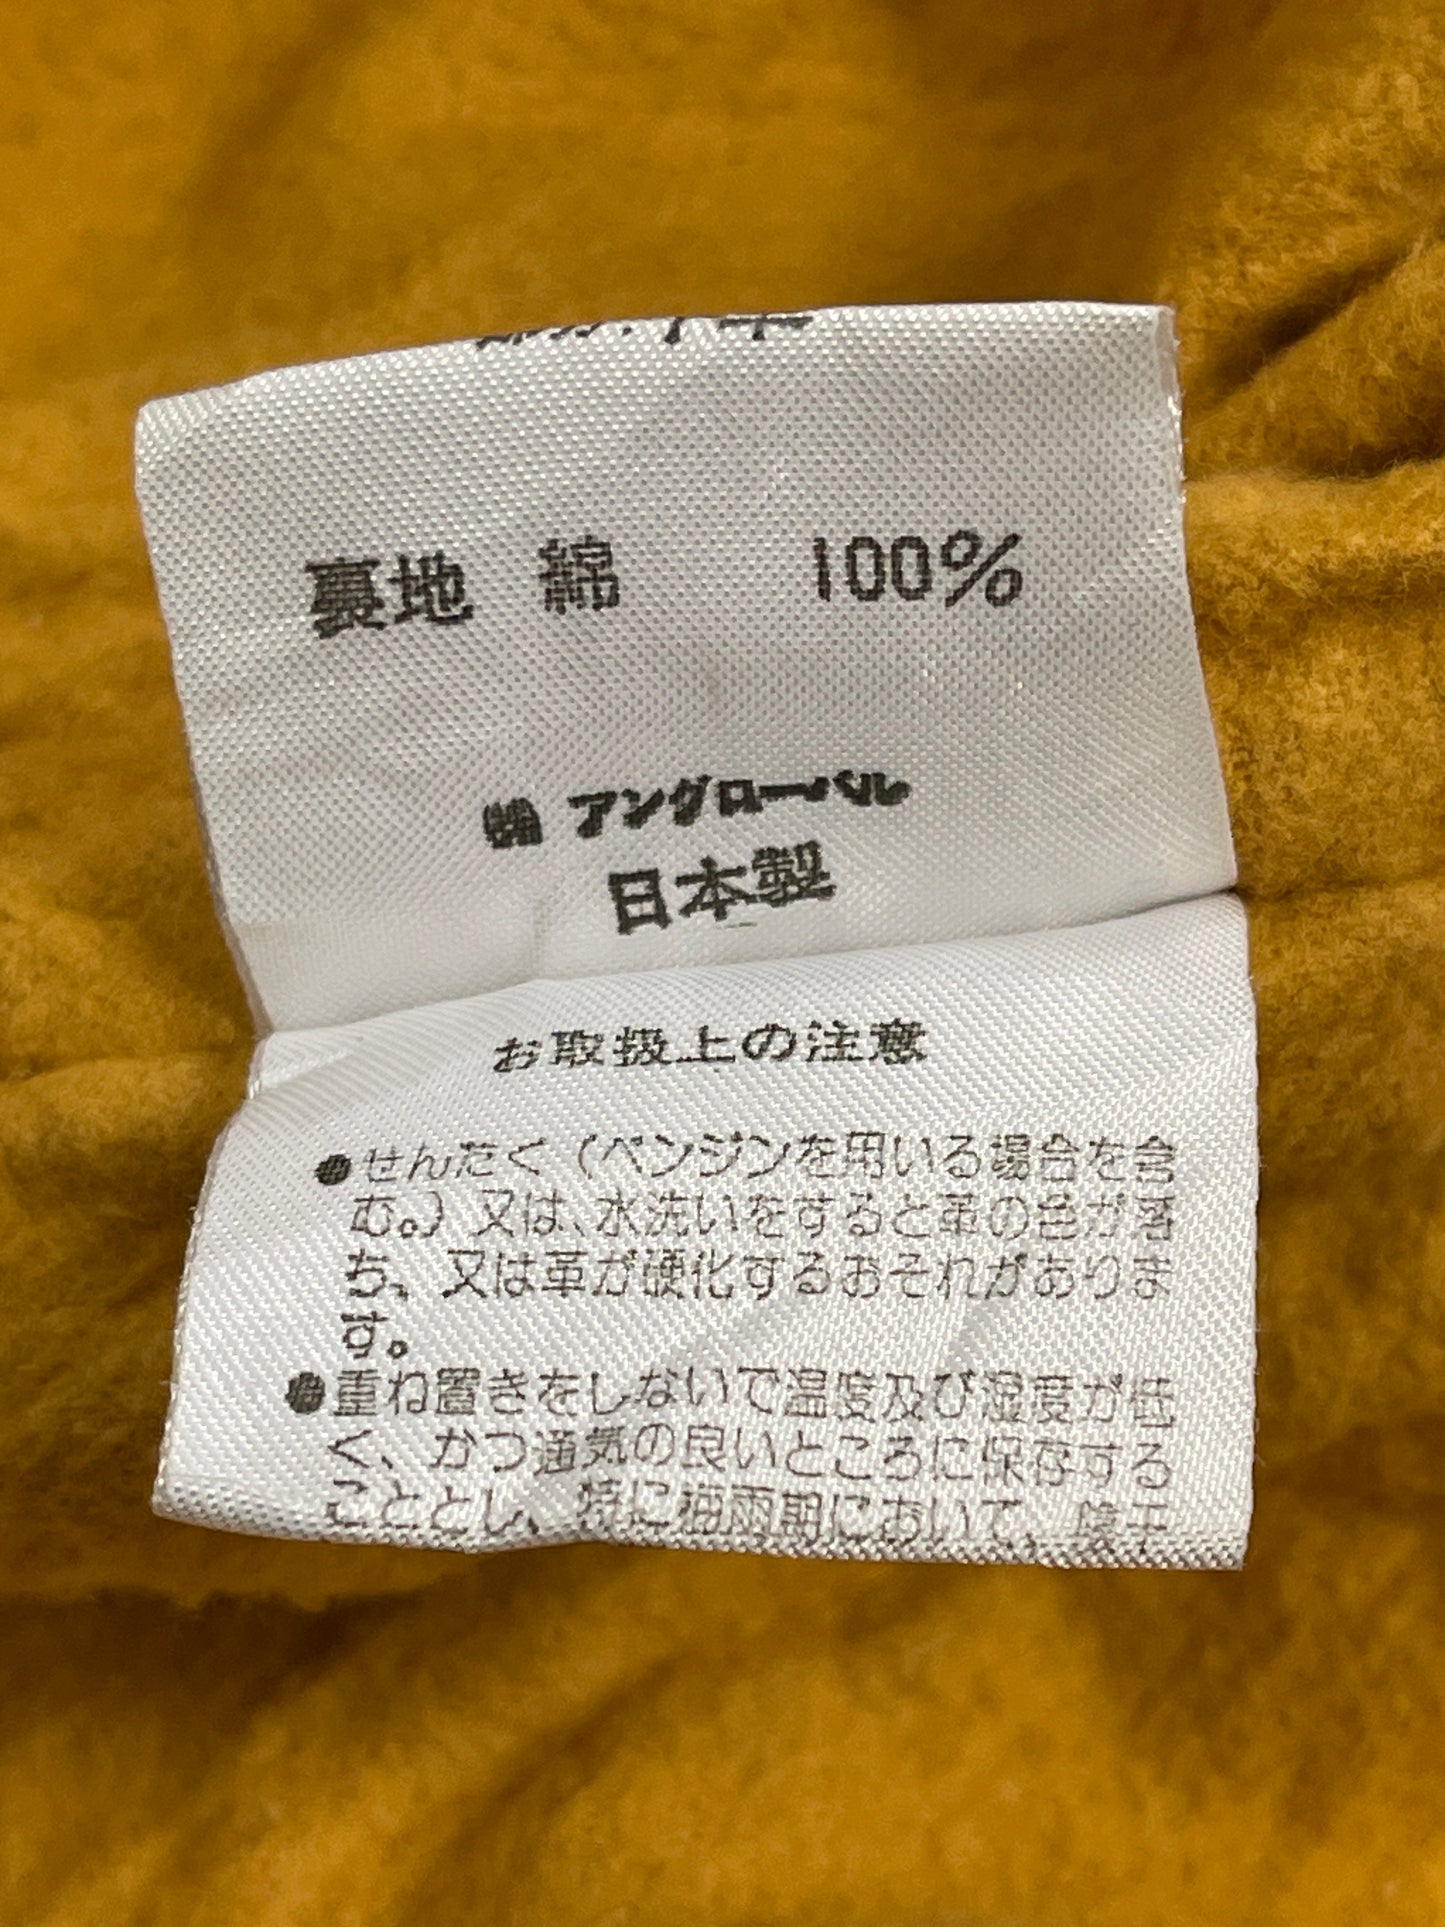 裏地 綿 100%
㈱ アングローバル
日本製
お取扱上の注意
●せんたく(ベンジンを用いる場合を含
む。)又は、水洗いをすると革の色が落
ち、又は革が硬化するおそれがありま
す。
●重ね置きをしないで温度及び湿度が低
く、かつ通気の良いところに保存する
こととし、特に梅雨期において、陰干